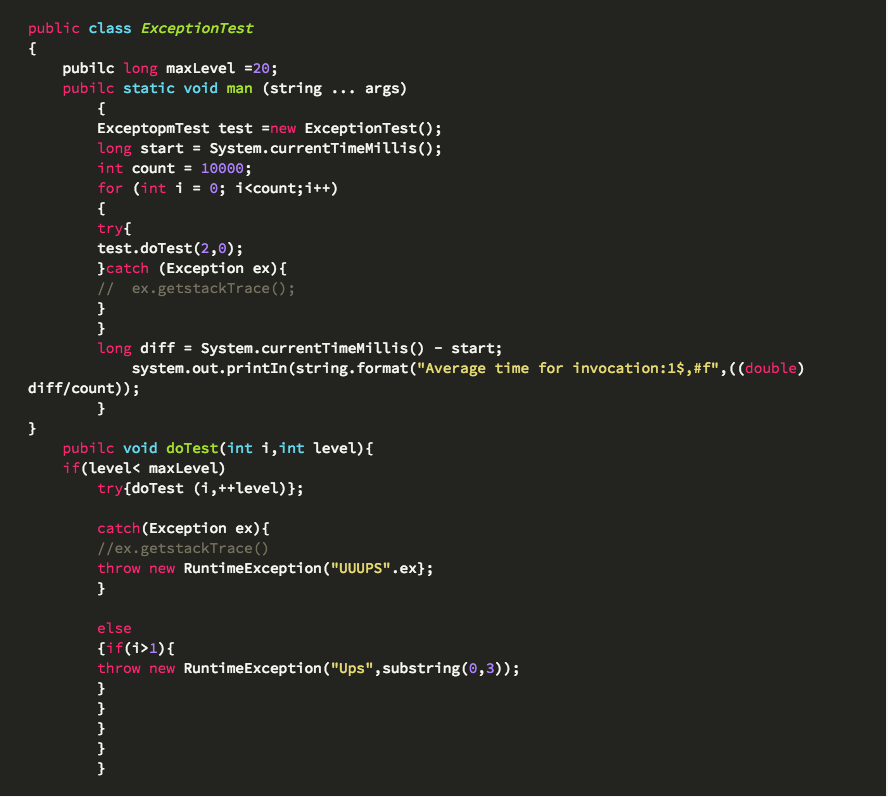 public class ExceptionTest
{
    pubilc long maxLevel =20;
    pubilc static void man (string ... args)
        {
        ExceptopmTest test =new ExceptionTest();
        long start = System.currentTimeMillis();
        int count = 10000;
        for (int i = 0; i<count;i++)
        {
        try{
        test.doTest(2,0);
        }catch (Exception ex){
        //  ex.getstackTrace();
        }
        }
        long diff = System.currentTimeMillis() - start;
            system.out.printIn(string.format("Average time for invocation:1$,#f",((double)
diff/count));
        }
}
    pubilc void doTest(int i,int level){
    if(level< maxLevel)
        try{doTest (i,++level)};

        catch(Exception ex){
        //ex.getstackTrace()
        throw new RuntimeException("UUUPS".ex};
        }

        else
        {if(i>1){
        throw new RuntimeException("Ups",substring(0,3));
        }
        }
        }
        }
        }